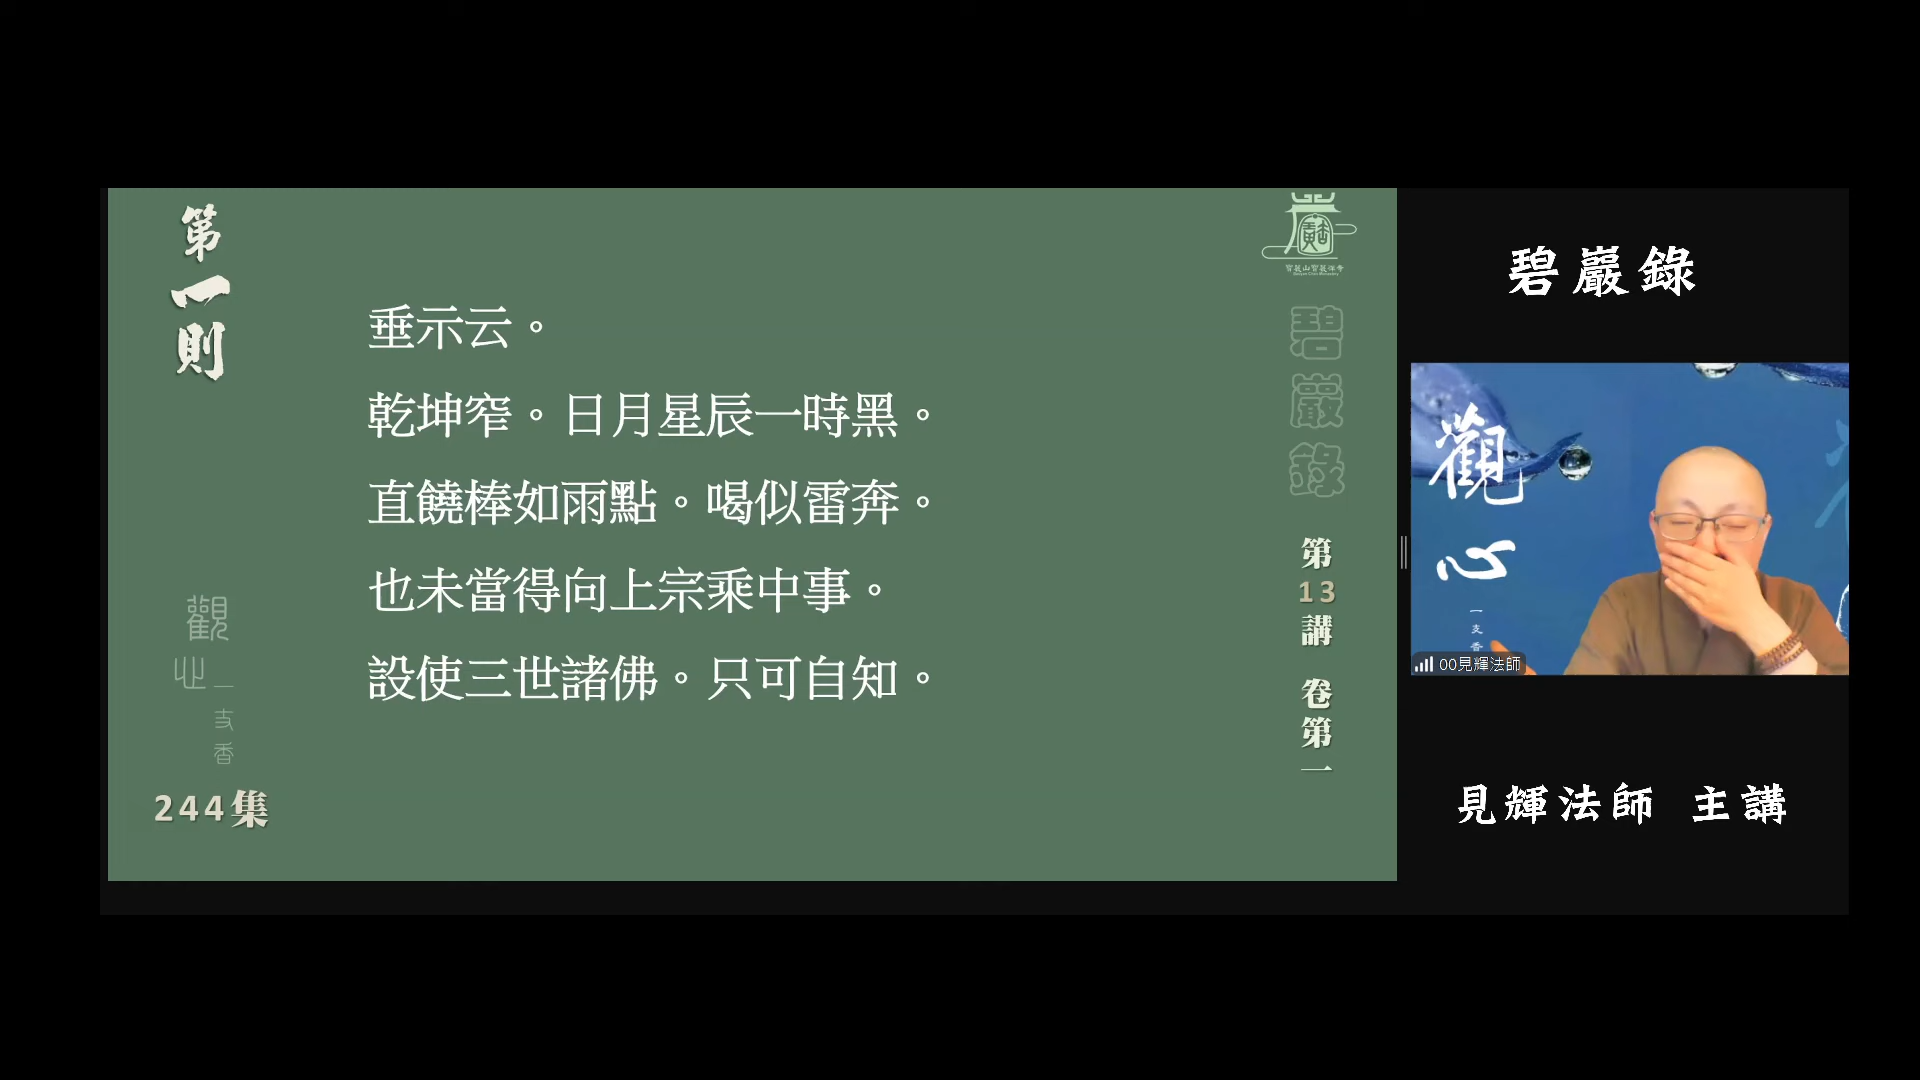 第一則
垂示云。
乾坤窄。日月星辰一時黑。
直饒棒如雨點。喝似雷奔。
也未當得向上宗乘中事。
設使三世諸佛。只可自知。
觀心
一支香
244集
碧巖錄
第13講 卷第一
碧巖錄
觀心
一支香
00見輝法師
見輝法師 主講